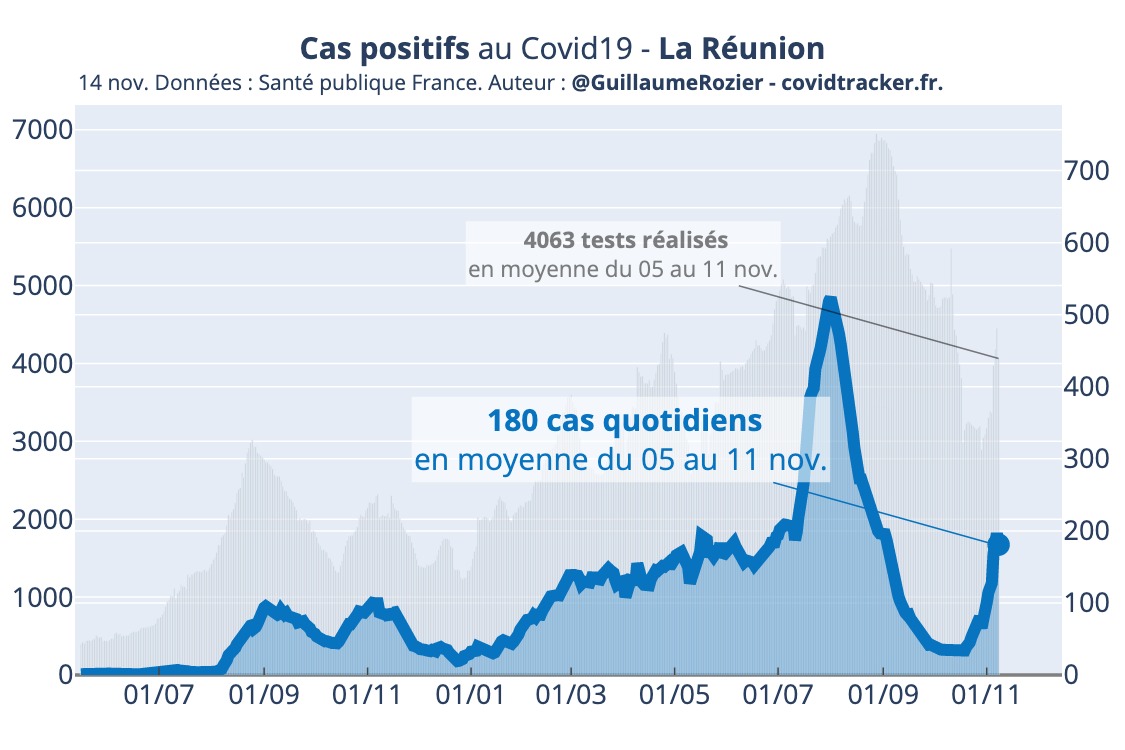 Cas positifs au Covid19 - La Réunion
14 nov. Données : Santé publique France. Auteur : @GuillaumeRozier - covidtracker.fr.
7000
6000
5000
4000
3000
2000
1000
0
700
600
500
400
300
200
100
0
4063 tests réalisés
en moyenne du 05 au 11 nov.
180 cas quotidiens
en moyenne du 05 au 11 nov.
01/07 01/09 01/11 01/01 01/03 01/05 01/07 01/09 01/11